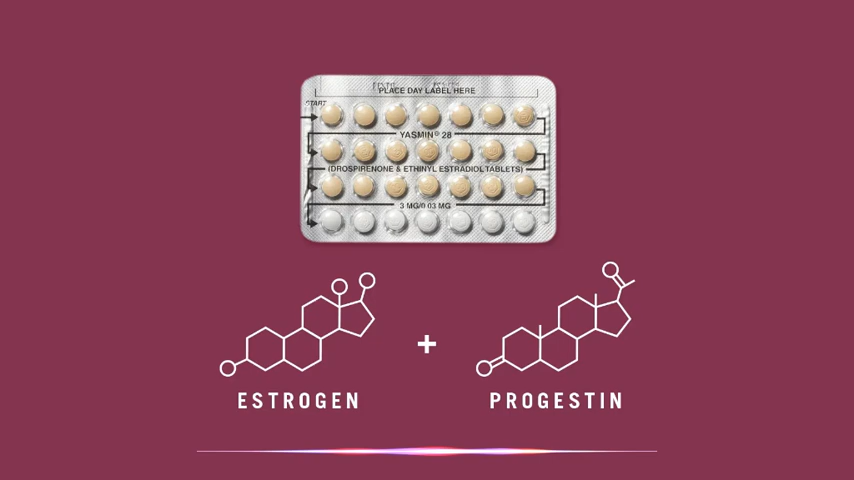 PLACE DAY LABEL HERE
START
YASMIN® 28
(DROSPIRENONE & ETHINYL ESTRADIOL TABLETS)
3 MG/0.03 MG
+
ESTROGEN
PROGESTIN